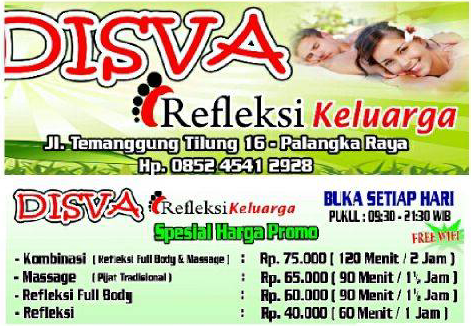 DISVA
Refleksi Keluarga
Jl. Temanggung Tilung 16 - Palangka Raya
Hp. 0852 4541 2928
DISVA Refleksi Keluarga
BUKA SETIAP HARI
PUKUL : 09:30 - 21:30 WIB
Spesial Harga Promo
FREE WIFI
- Kombinasi ( Refleksi Full Body & Massage ) : Rp. 75.000 ( 120 Menit / 2 Jam )
- Massage ( Pijat Tradisional ) : Rp. 65.000 ( 90 Menit / 1½ Jam )
- Refleksi Full Body : Rp. 60.000 ( 90 Menit / 1½ Jam )
- Refleksi : Rp. 40.000 ( 60 Menit / 1 Jam )